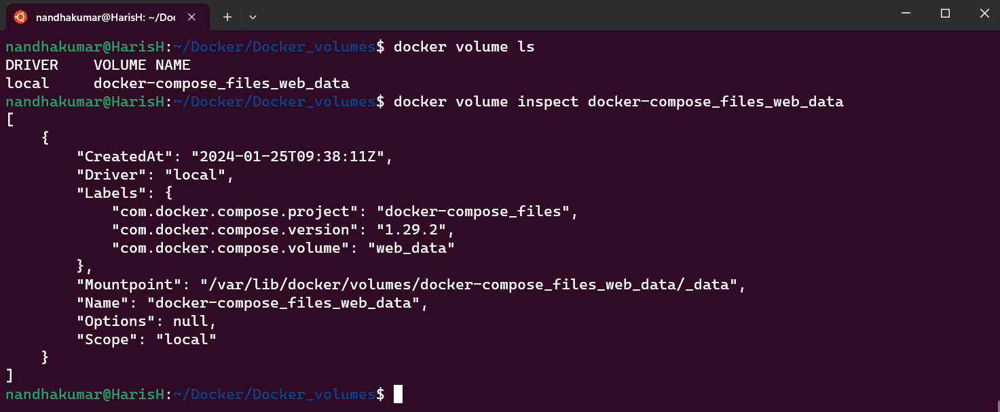 nandhakumar@HarisH: ~/Doc
nandhakumar@HarisH:~/Docker/Docker_volumes$ docker volume ls
DRIVER    VOLUME NAME
local     docker-compose_files_web_data
nandhakumar@HarisH:~/Docker/Docker_volumes$ docker volume inspect docker-compose_files_web_data
[
    {
        "CreatedAt": "2024-01-25T09:38:11Z",
        "Driver": "local",
        "Labels": {
            "com.docker.compose.project": "docker-compose_files",
            "com.docker.compose.version": "1.29.2",
            "com.docker.compose.volume": "web_data"
        },
        "Mountpoint": "/var/lib/docker/volumes/docker-compose_files_web_data/_data",
        "Name": "docker-compose_files_web_data",
        "Options": null,
        "Scope": "local"
    }
]
nandhakumar@HarisH:~/Docker/Docker_volumes$